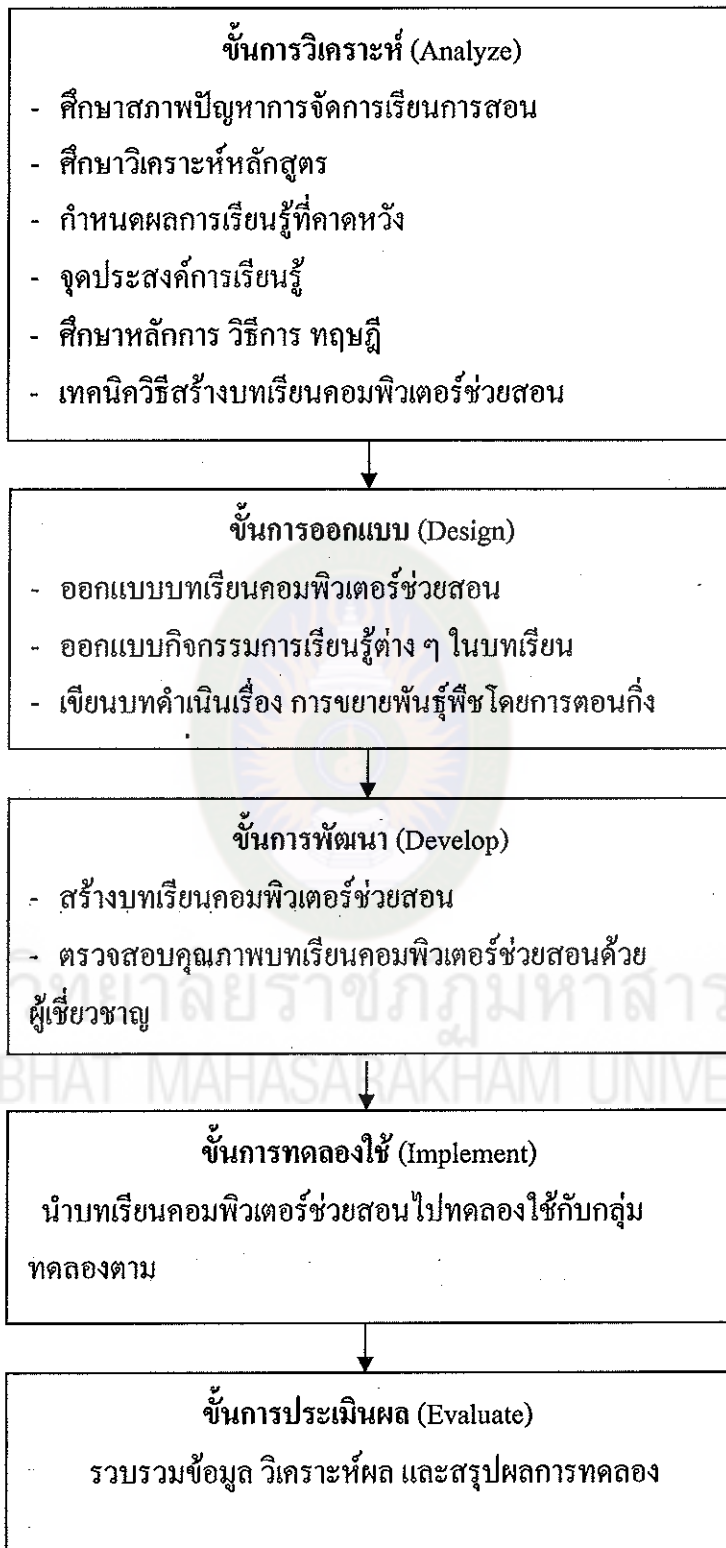 ขั้นการวิเคราะห์ (Analyze)
- ศึกษาสภาพปัญหาการจัดการเรียนการสอน
- ศึกษาวิเคราะห์หลักสูตร
- กำหนดผลการเรียนรู้ที่คาดหวัง
- จุดประสงค์การเรียนรู้
- ศึกษาหลักการ วิธีการ ทฤษฎี
- เทคนิควิธีสร้างบทเรียนคอมพิวเตอร์ช่วยสอน
ขั้นการออกแบบ (Design)
- ออกแบบบทเรียนคอมพิวเตอร์ช่วยสอน
- ออกแบบกิจกรรมการเรียนรู้ต่าง ๆ ในบทเรียน
- เขียนบทดำเนินเรื่อง การขยายพันธุ์พืชโดยการตอนกิ่ง
ขั้นการพัฒนา (Develop)
- สร้างบทเรียนคอมพิวเตอร์ช่วยสอน
- ตรวจสอบคุณภาพบทเรียนคอมพิวเตอร์ช่วยสอนด้วย
วิทยาลัยราชภัฏมหาสาร
ผู้เชี่ยวชาญ
BHAT MAHASARAKHAM UNIVE
ขั้นการทดลองใช้ (Implement)
นำบทเรียนคอมพิวเตอร์ช่วยสอนไปทดลองใช้กับกลุ่ม
ทดลองตาม
ขั้นการประเมินผล (Evaluate)
รวบรวมข้อมูล วิเคราะห์ผล และสรุปผลการทดลอง